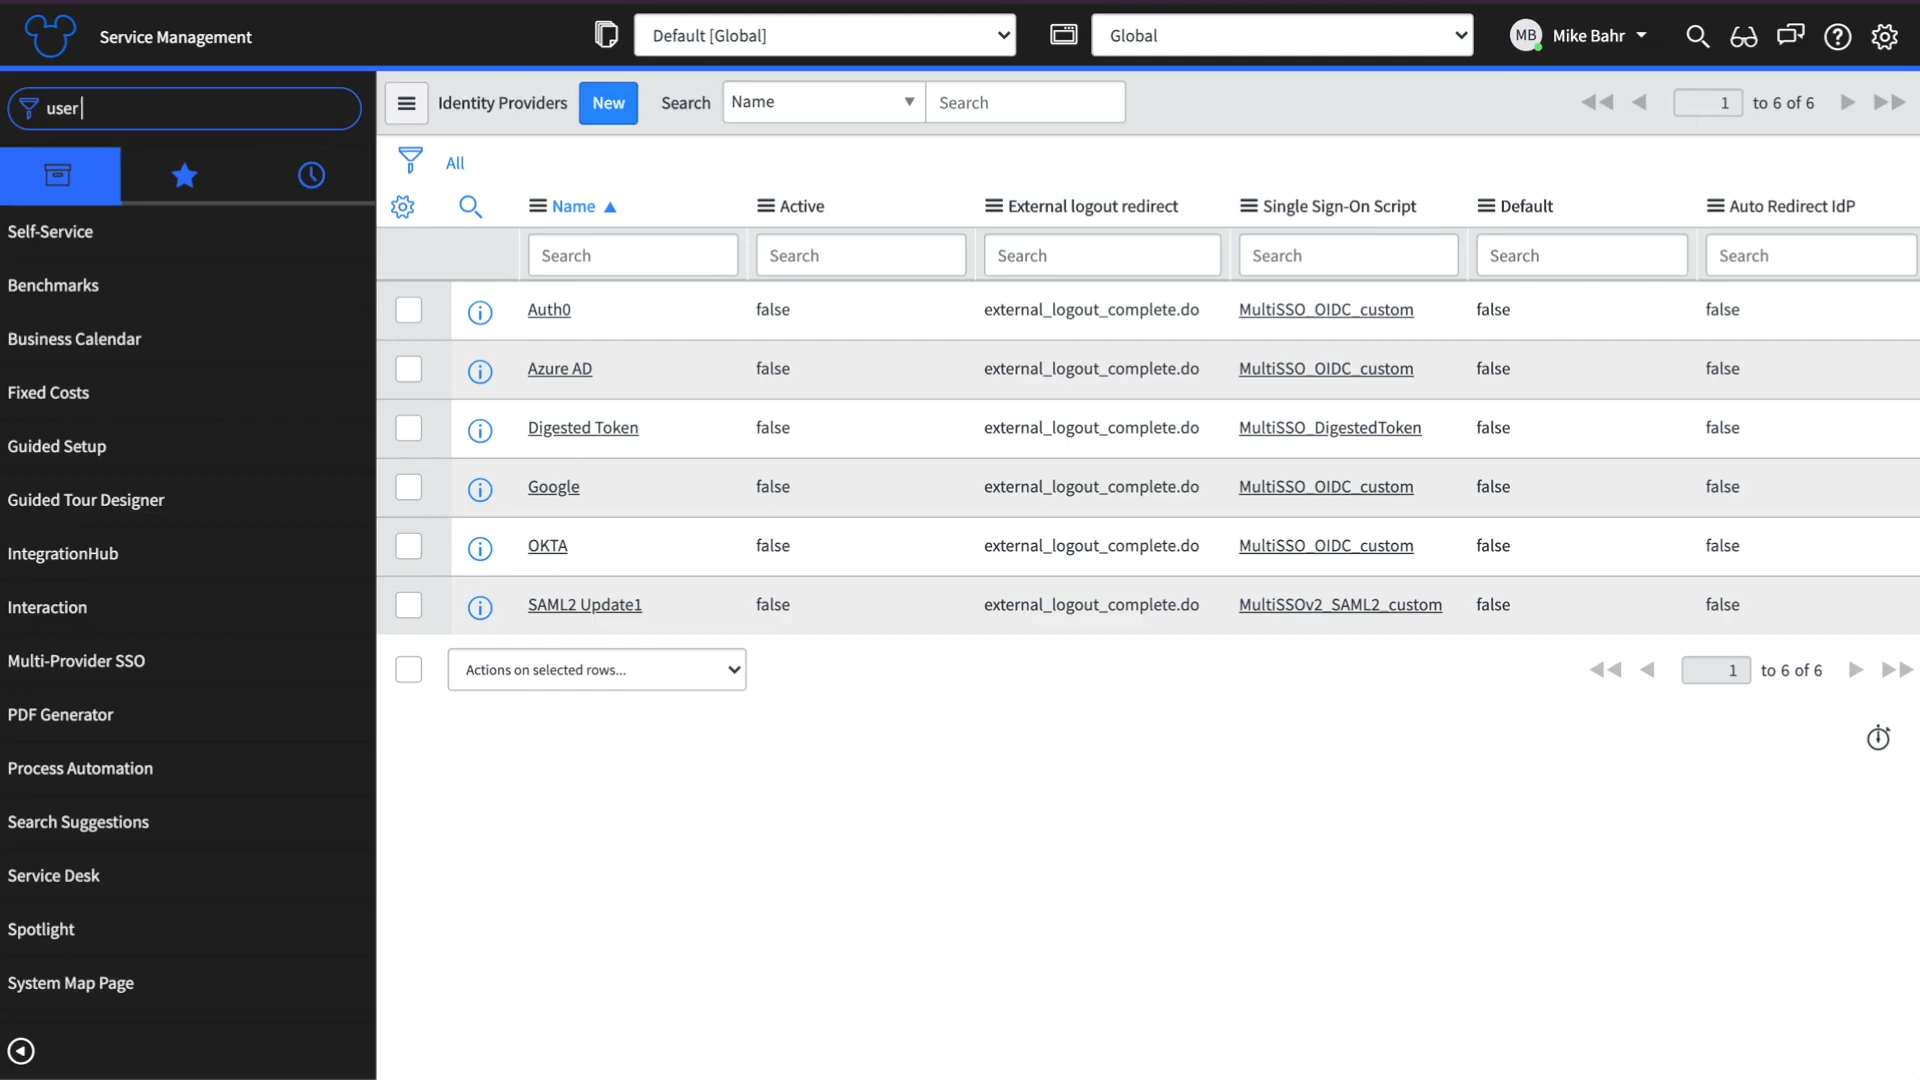 Service Management
Default [Global]
Global
MB
Mike Bahr
user
Identity Providers
New
Search
Name
Search
1 to 6 of 6
All
Name
Active
External logout redirect
Single Sign-On Script
Default
Auto Redirect IdP
Search
Search
Search
Search
Search
Search
Auth0 false external_logout_complete.do MultiSSO_OIDC_custom false false
Azure AD false external_logout_complete.do MultiSSO_OIDC_custom false false
Digested Token false external_logout_complete.do MultiSSO_DigestedToken false false
Google false external_logout_complete.do MultiSSO_OIDC_custom false false
OKTA false external_logout_complete.do MultiSSO_OIDC_custom false false
SAML2 Update1 false external_logout_complete.do MultiSSOv2_SAML2_custom false false
Actions on selected rows...
1 to 6 of 6
Self-Service
Benchmarks
Business Calendar
Fixed Costs
Guided Setup
Guided Tour Designer
IntegrationHub
Interaction
Multi-Provider SSO
PDF Generator
Process Automation
Search Suggestions
Service Desk
Spotlight
System Map Page